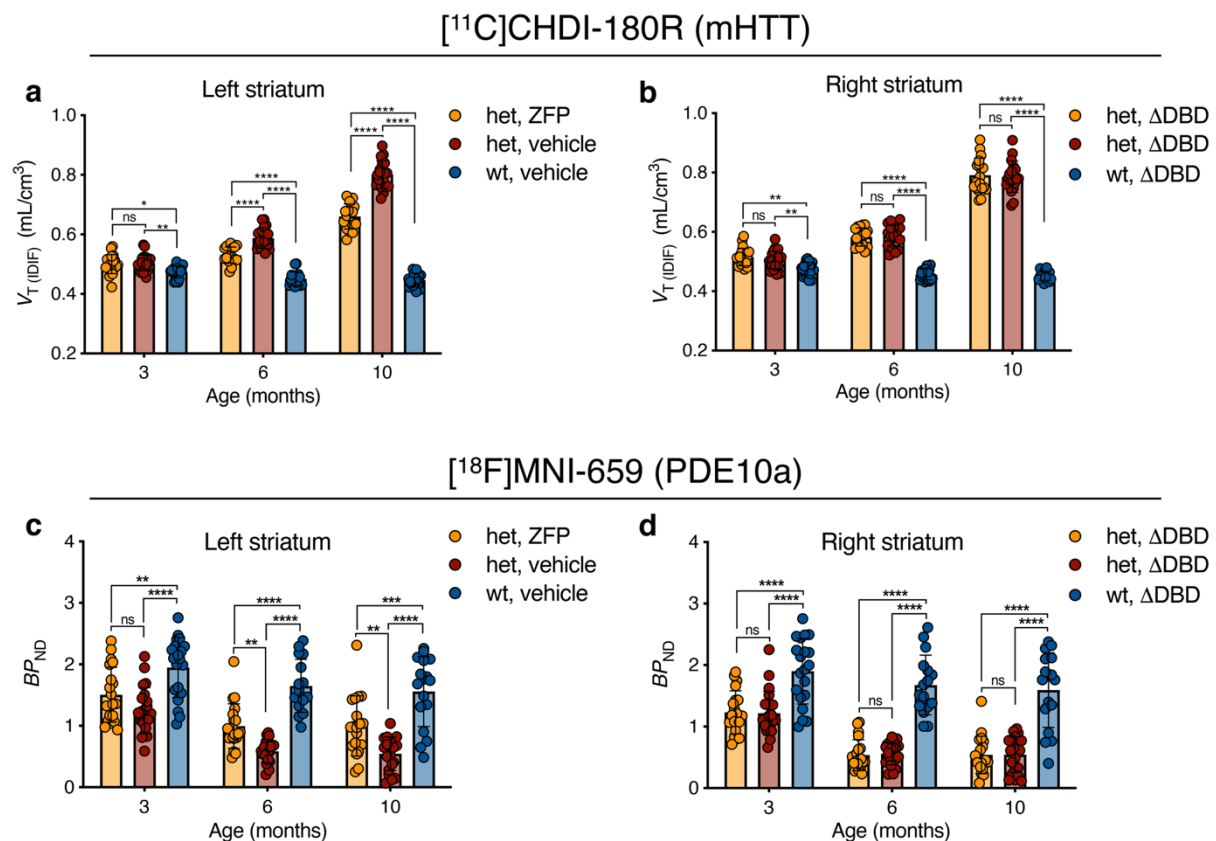 [¹¹C]CHDI-180R (mHTT)
a
Left striatum
V_T (IDIF) (mL/cm³)
1.0
0.8
0.6
0.4
0.2
* ns **
**** **** ****
**** **** ****
3 6 10
Age (months)
het, ZFP
het, vehicle
wt, vehicle
b
Right striatum
V_T (IDIF) (mL/cm³)
1.0
0.8
0.6
0.4
0.2
** ns **
**** ns ****
**** ns ****
3 6 10
Age (months)
het, ΔDBD
het, ΔDBD
wt, ΔDBD
[¹⁸F]MNI-659 (PDE10a)
c
Left striatum
BP_ND
4
3
2
1
0
** ns ****
**** ** ****
*** ** ****
3 6 10
Age (months)
het, ZFP
het, vehicle
wt, vehicle
d
Right striatum
BP_ND
4
3
2
1
0
**** ns ****
**** ns ****
**** ns ****
3 6 10
Age (months)
het, ΔDBD
het, ΔDBD
wt, ΔDBD